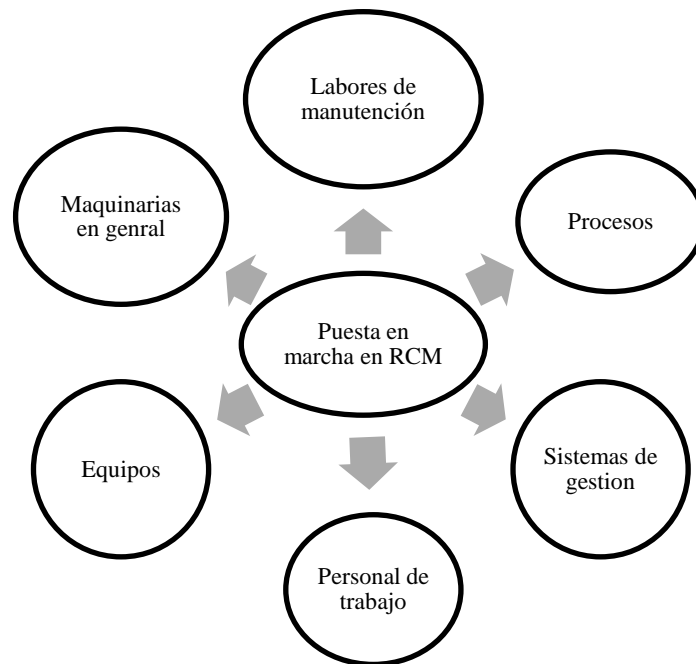 Labores de
manutención
Maquinarias
en genral
Procesos
Puesta en
marcha en RCM
Equipos
Sistemas de
gestion
Personal de
trabajo